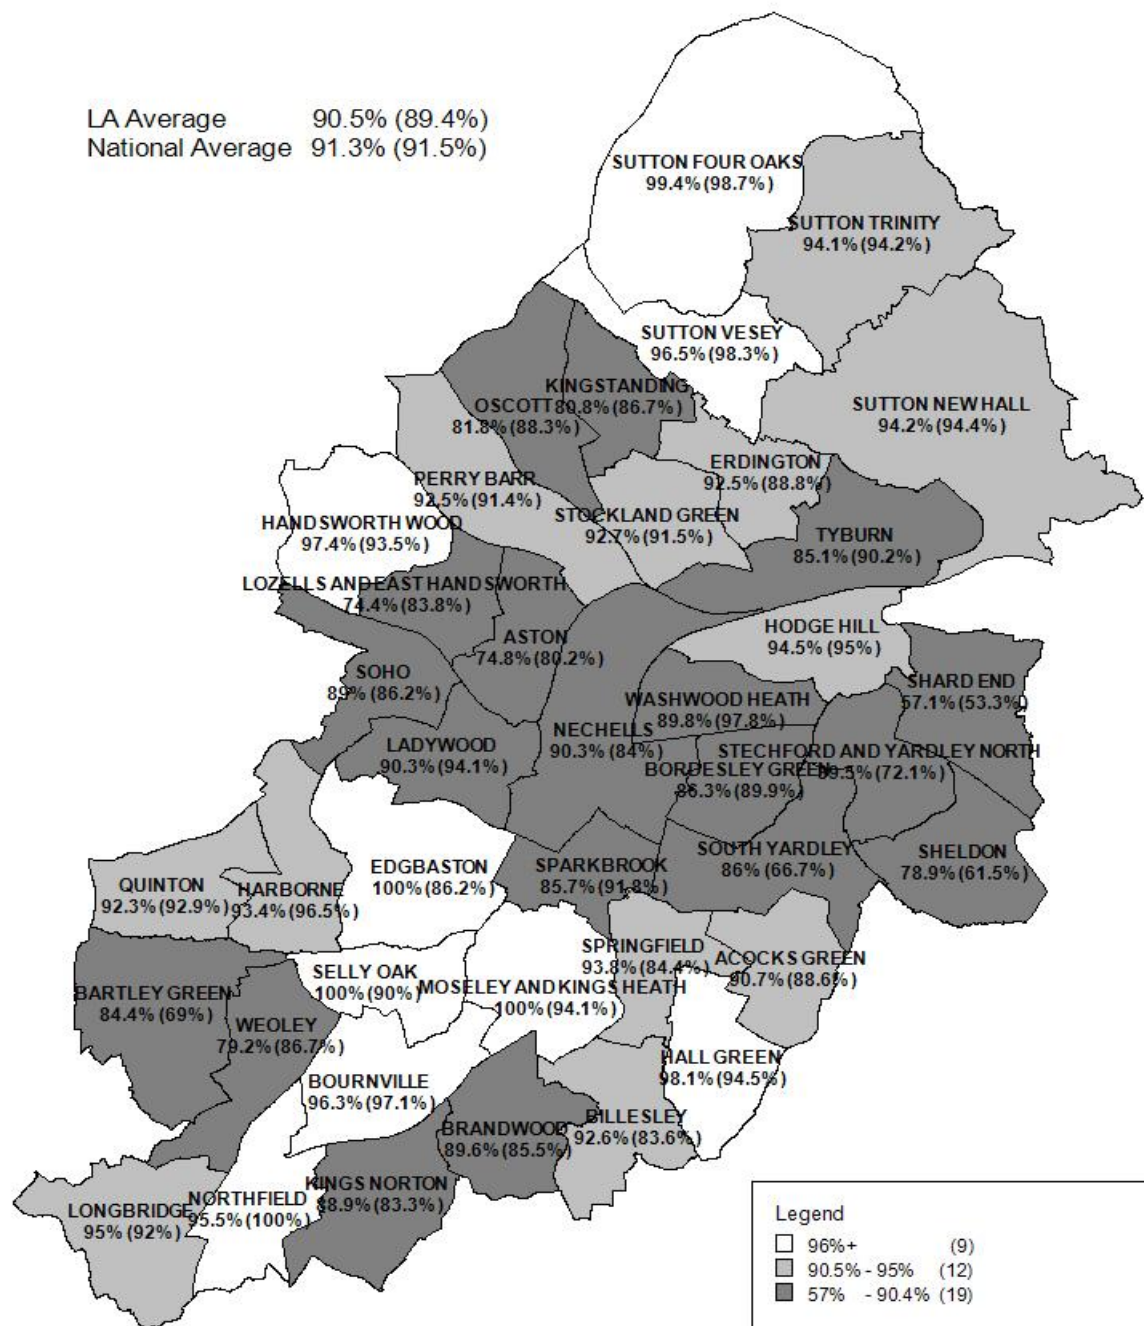 LA Average 90.5% (89.4%)
National Average 91.3% (91.5%)
SUTTON FOUR OAKS
99.4% (98.7%)
SUTTON TRINITY
94.1% (94.2%)
SUTTON VESEY
96.5% (98.3%)
KINGSTANDING
80.8% (86.7%)
OSCOTT
81.8% (88.3%)
SUTTON NEW HALL
94.2% (94.4%)
ERDINGTON
92.5% (88.8%)
PERRY BARR
92.5% (91.4%)
STOCKLAND GREEN
92.7% (91.5%)
HANDSWORTH WOOD
97.4% (93.5%)
TYBURN
85.1% (90.2%)
LOZELLS AND EAST HANDSWORTH
74.4% (83.8%)
ASTON
74.8% (80.2%)
HODGE HILL
94.5% (95%)
SOHO
89% (86.2%)
SHARD END
57.1% (53.3%)
WASHWOOD HEATH
89.8% (97.8%)
LADYWOOD
90.3% (94.1%)
NECHELLS
90.3% (84%)
STECHFORD AND YARDLEY NORTH
(72.1%)
BORDESLEY GREEN
86.3% (89.9%)
EDGBASTON
100% (86.2%)
SPARKBROOK
85.7% (91.8%)
SOUTH YARDLEY
86% (66.7%)
SHELDON
78.9% (61.5%)
QUINTON
92.3% (92.9%)
HARBORNE
93.4% (96.5%)
SPRINGFIELD
93.8% (84.4%)
ACOCKS GREEN
90.7% (88.6%)
SELLY OAK
100% (90%)
MOSELEY AND KINGS HEATH
100% (94.1%)
BARTLEY GREEN
84.4% (69%)
WEOLEY
79.2% (86.7%)
HALL GREEN
98.1% (94.5%)
BOURNVILLE
96.3% (97.1%)
BRANDWOOD
89.6% (85.5%)
BILLESLEY
92.6% (83.6%)
KINGS NORTON
88.9% (83.3%)
NORTHFIELD
95.5% (100%)
LONGBRIDGE
95% (92%)
Legend
96%+ (9)
90.5% - 95% (12)
57% - 90.4% (19)